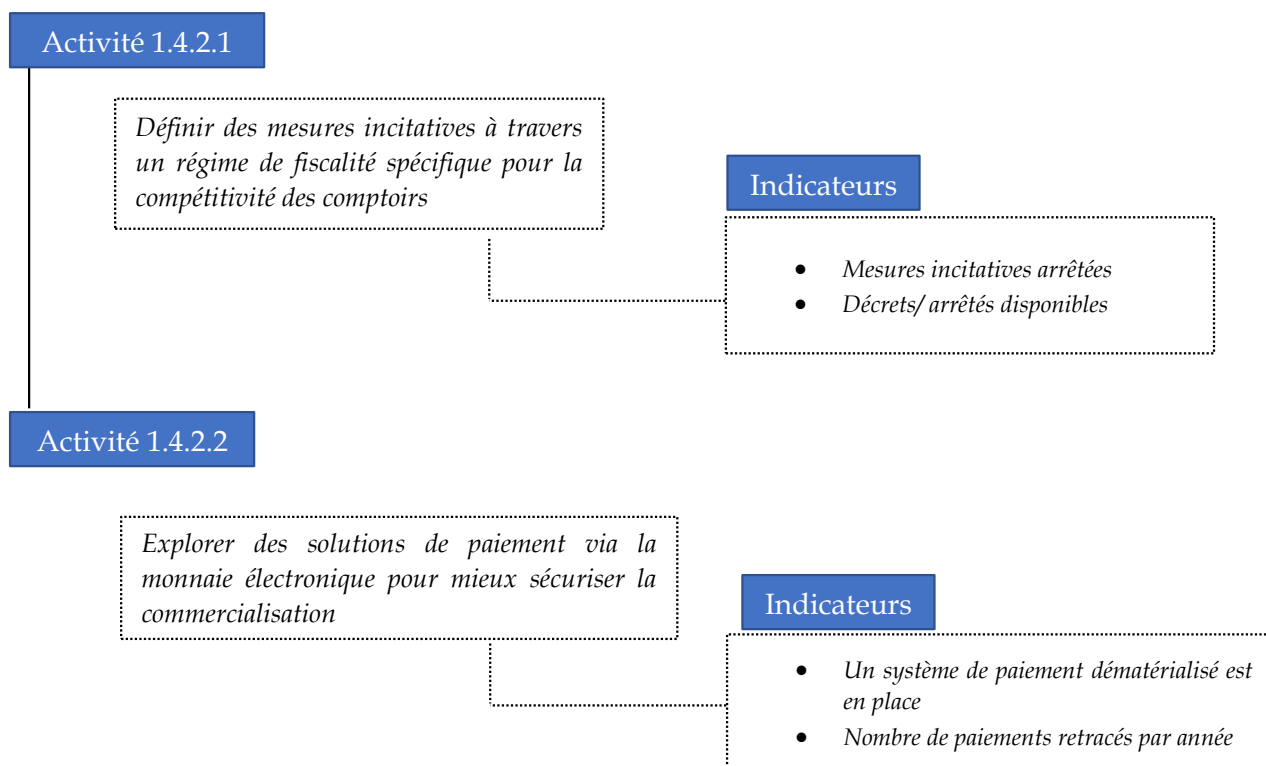 Activité 1.4.2.1
Définir des mesures incitatives à travers
un régime de fiscalité spécifique pour la
compétitivité des comptoirs
Indicateurs
• Mesures incitatives arrêtées
• Décrets/ arrêtés disponibles
Activité 1.4.2.2
Explorer des solutions de paiement via la
monnaie électronique pour mieux sécuriser la
commercialisation
Indicateurs
• Un système de paiement dématérialisé est
en place
• Nombre de paiements retracés par année